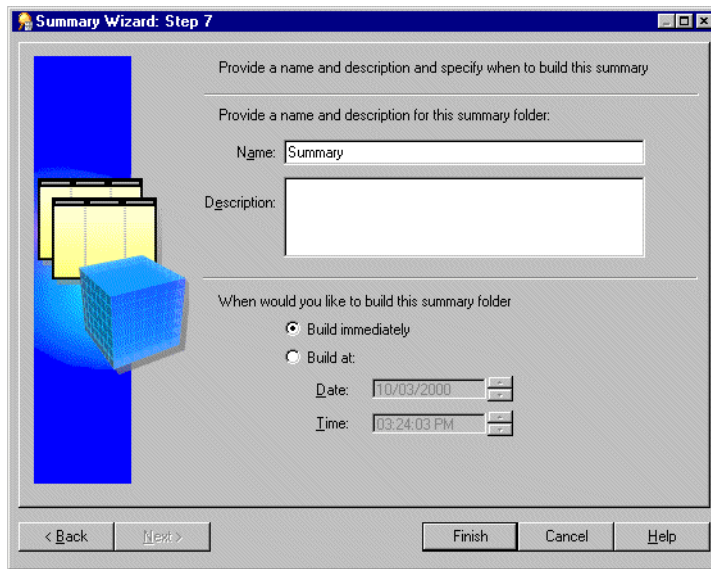 Summary Wizard: Step 7
Provide a name and description and specify when to build this summary
Provide a name and description for this summary folder:
Name: Summary
Description:
When would you like to build this summary folder
Build immediately
Build at:
Date: 10/03/2000
Time: 03:24:03 PM
< Back Next > Finish Cancel Help